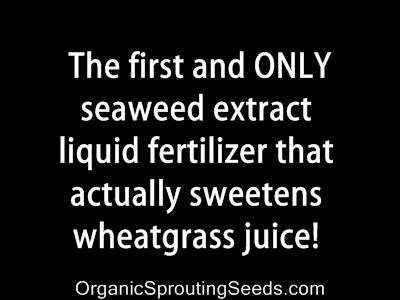 The first and ONLY
seaweed extract
liquid fertilizer that
actually sweetens
wheatgrass juice!
OrganicSproutingSeeds.com